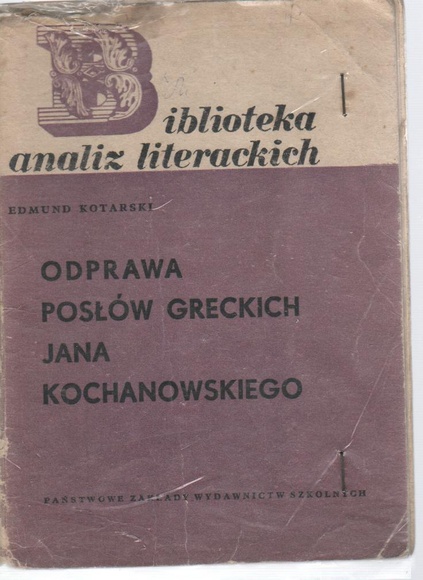 Biblioteka
analiz literackich
EDMUND KOTARSKI
ODPRAWA
POSŁÓW GRECKICH
JANA
KOCHANOWSKIEGO
PAŃSTWOWE ZAKŁADY WYDAWNICTW SZKOLNYCH